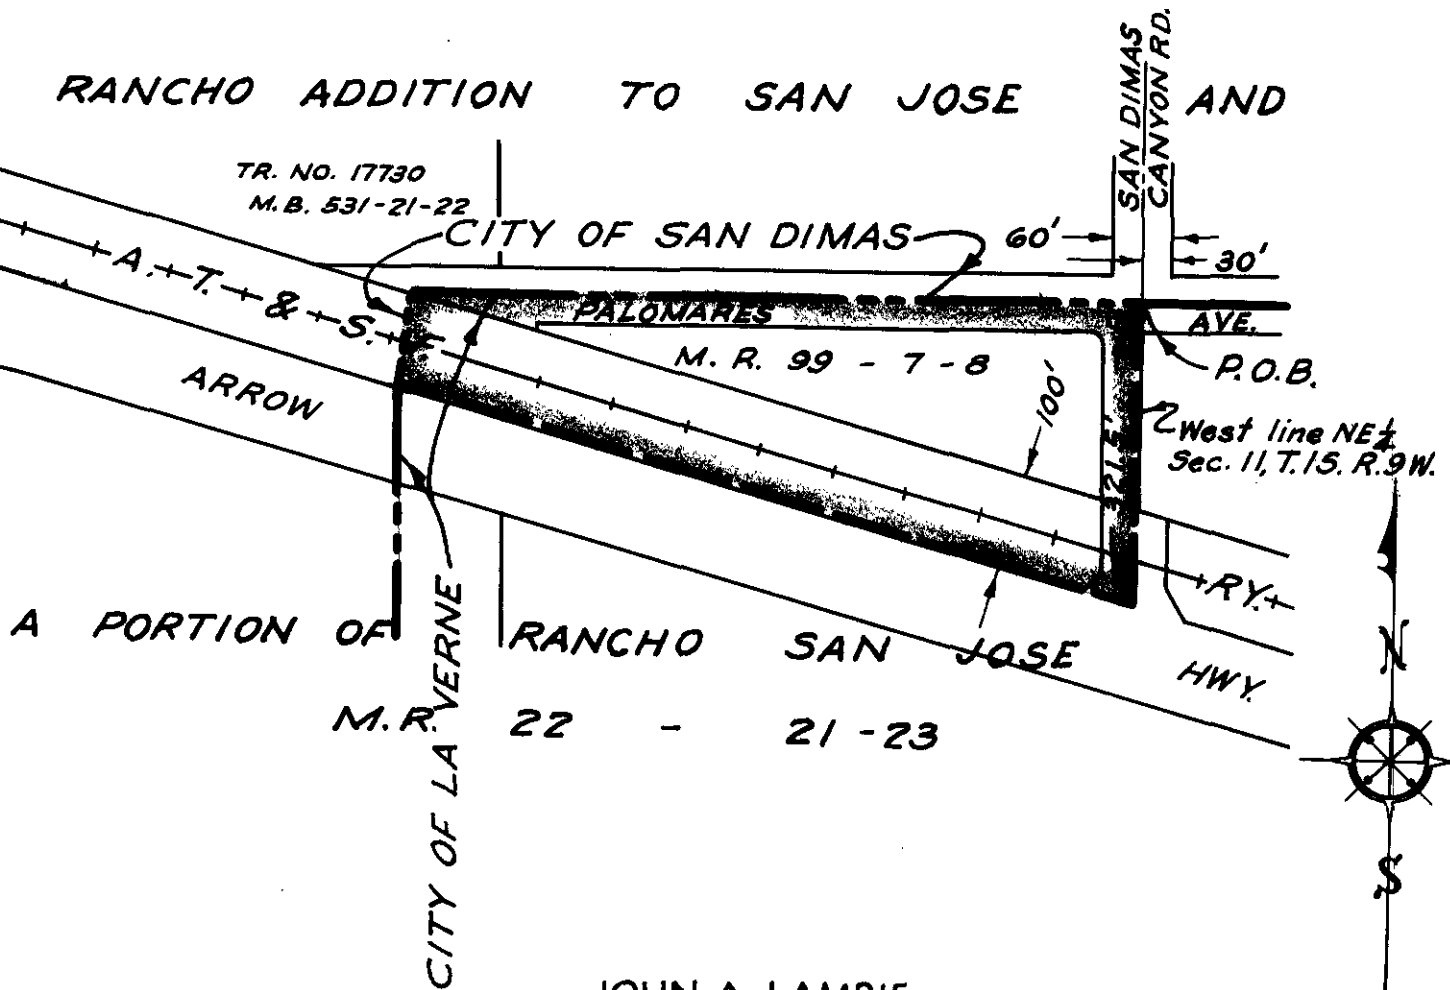 RANCHO ADDITION TO SAN JOSE AND
SAN DIMAS
CANYON RD.
TR. NO. 17730
M.B. 531-21-22
CITY OF SAN DIMAS
60'
30'
A. T. & S. F. RY.
PALOMARES AVE.
M. R. 99 - 7 - 8
P.O.B.
ARROW HWY.
100'
321.5'
West line NE¼
Sec. 11, T.1S. R.9W.
A PORTION OF RANCHO SAN JOSE
M.R. 22 - 21-23
CITY OF LA VERNE
N
S